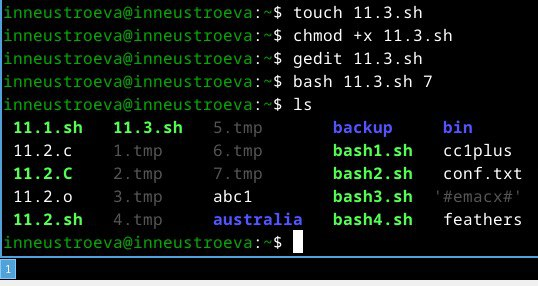 inneustroeva@inneustroeva:~$ touch 11.3.sh
inneustroeva@inneustroeva:~$ chmod +x 11.3.sh
inneustroeva@inneustroeva:~$ gedit 11.3.sh
inneustroeva@inneustroeva:~$ bash 11.3.sh 7
inneustroeva@inneustroeva:~$ ls
11.1.sh 11.3.sh 5.tmp backup bin
11.2.c 1.tmp 6.tmp bash1.sh cc1plus
11.2.C 2.tmp 7.tmp bash2.sh conf.txt
11.2.o 3.tmp abc1 bash3.sh '#emacx#'
11.2.sh 4.tmp australia bash4.sh feathers
inneustroeva@inneustroeva:~$
1